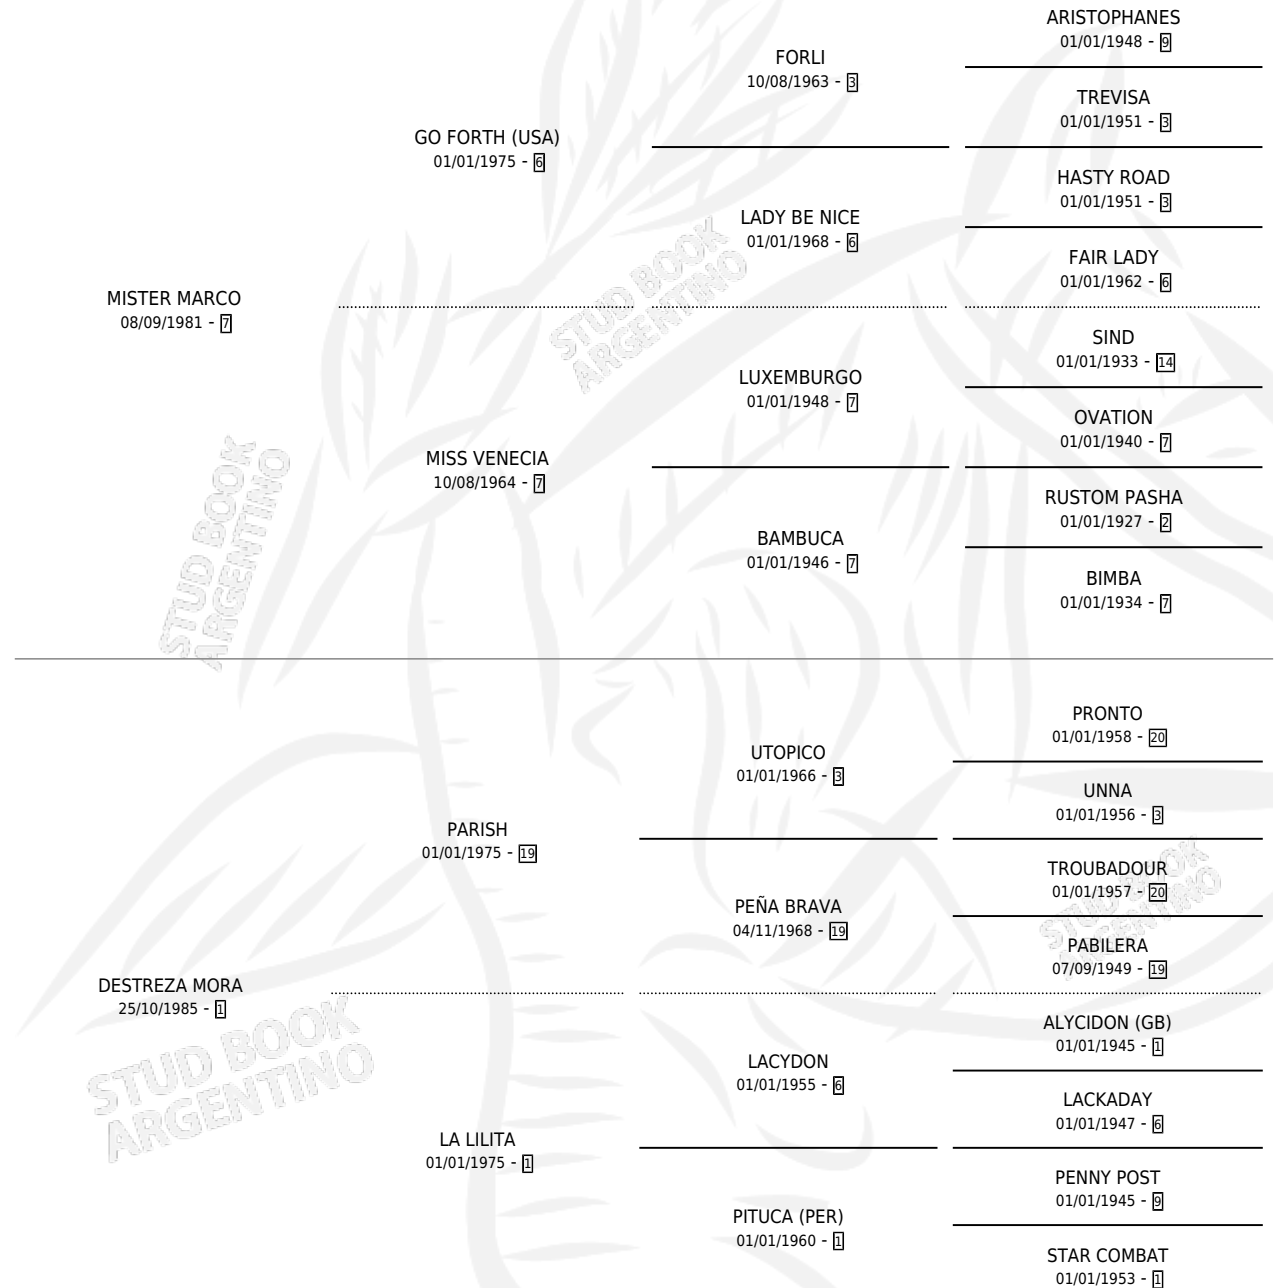 ARISTOPHANES
01/01/1948 - 9
FORLI
10/08/1963 - 3
TREVISA
01/01/1951 - 3
GO FORTH (USA)
01/01/1975 - 6
HASTY ROAD
01/01/1951 - 3
LADY BE NICE
01/01/1968 - 6
FAIR LADY
01/01/1962 - 6
MISTER MARCO
08/09/1981 - 7
STUD BOOK
ARGENTINO
SIND
01/01/1933 - 14
LUXEMBURGO
01/01/1948 - 7
OVATION
01/01/1940 - 7
MISS VENECIA
10/08/1964 - 7
RUSTOM PASHA
01/01/1927 - 2
BAMBUCA
01/01/1946 - 7
BIMBA
01/01/1934 - 7
STUD BOOK
ARGENTINO
PRONTO
01/01/1958 - 20
UTOPICO
01/01/1966 - 3
UNNA
01/01/1956 - 3
PARISH
01/01/1975 - 19
TROUBADOUR
01/01/1957 - 20
PEÑA BRAVA
04/11/1968 - 19
STUD BOOK
ARGENTINO
PABILERA
07/09/1949 - 19
DESTREZA MORA
25/10/1985 - 1
ALYCIDON (GB)
01/01/1945 - 1
STUD BOOK
ARGENTINO
LACYDON
01/01/1955 - 6
LACKADAY
01/01/1947 - 6
LA LILITA
01/01/1975 - 1
PENNY POST
01/01/1945 - 9
PITUCA (PER)
01/01/1960 - 1
STAR COMBAT
01/01/1953 - 1